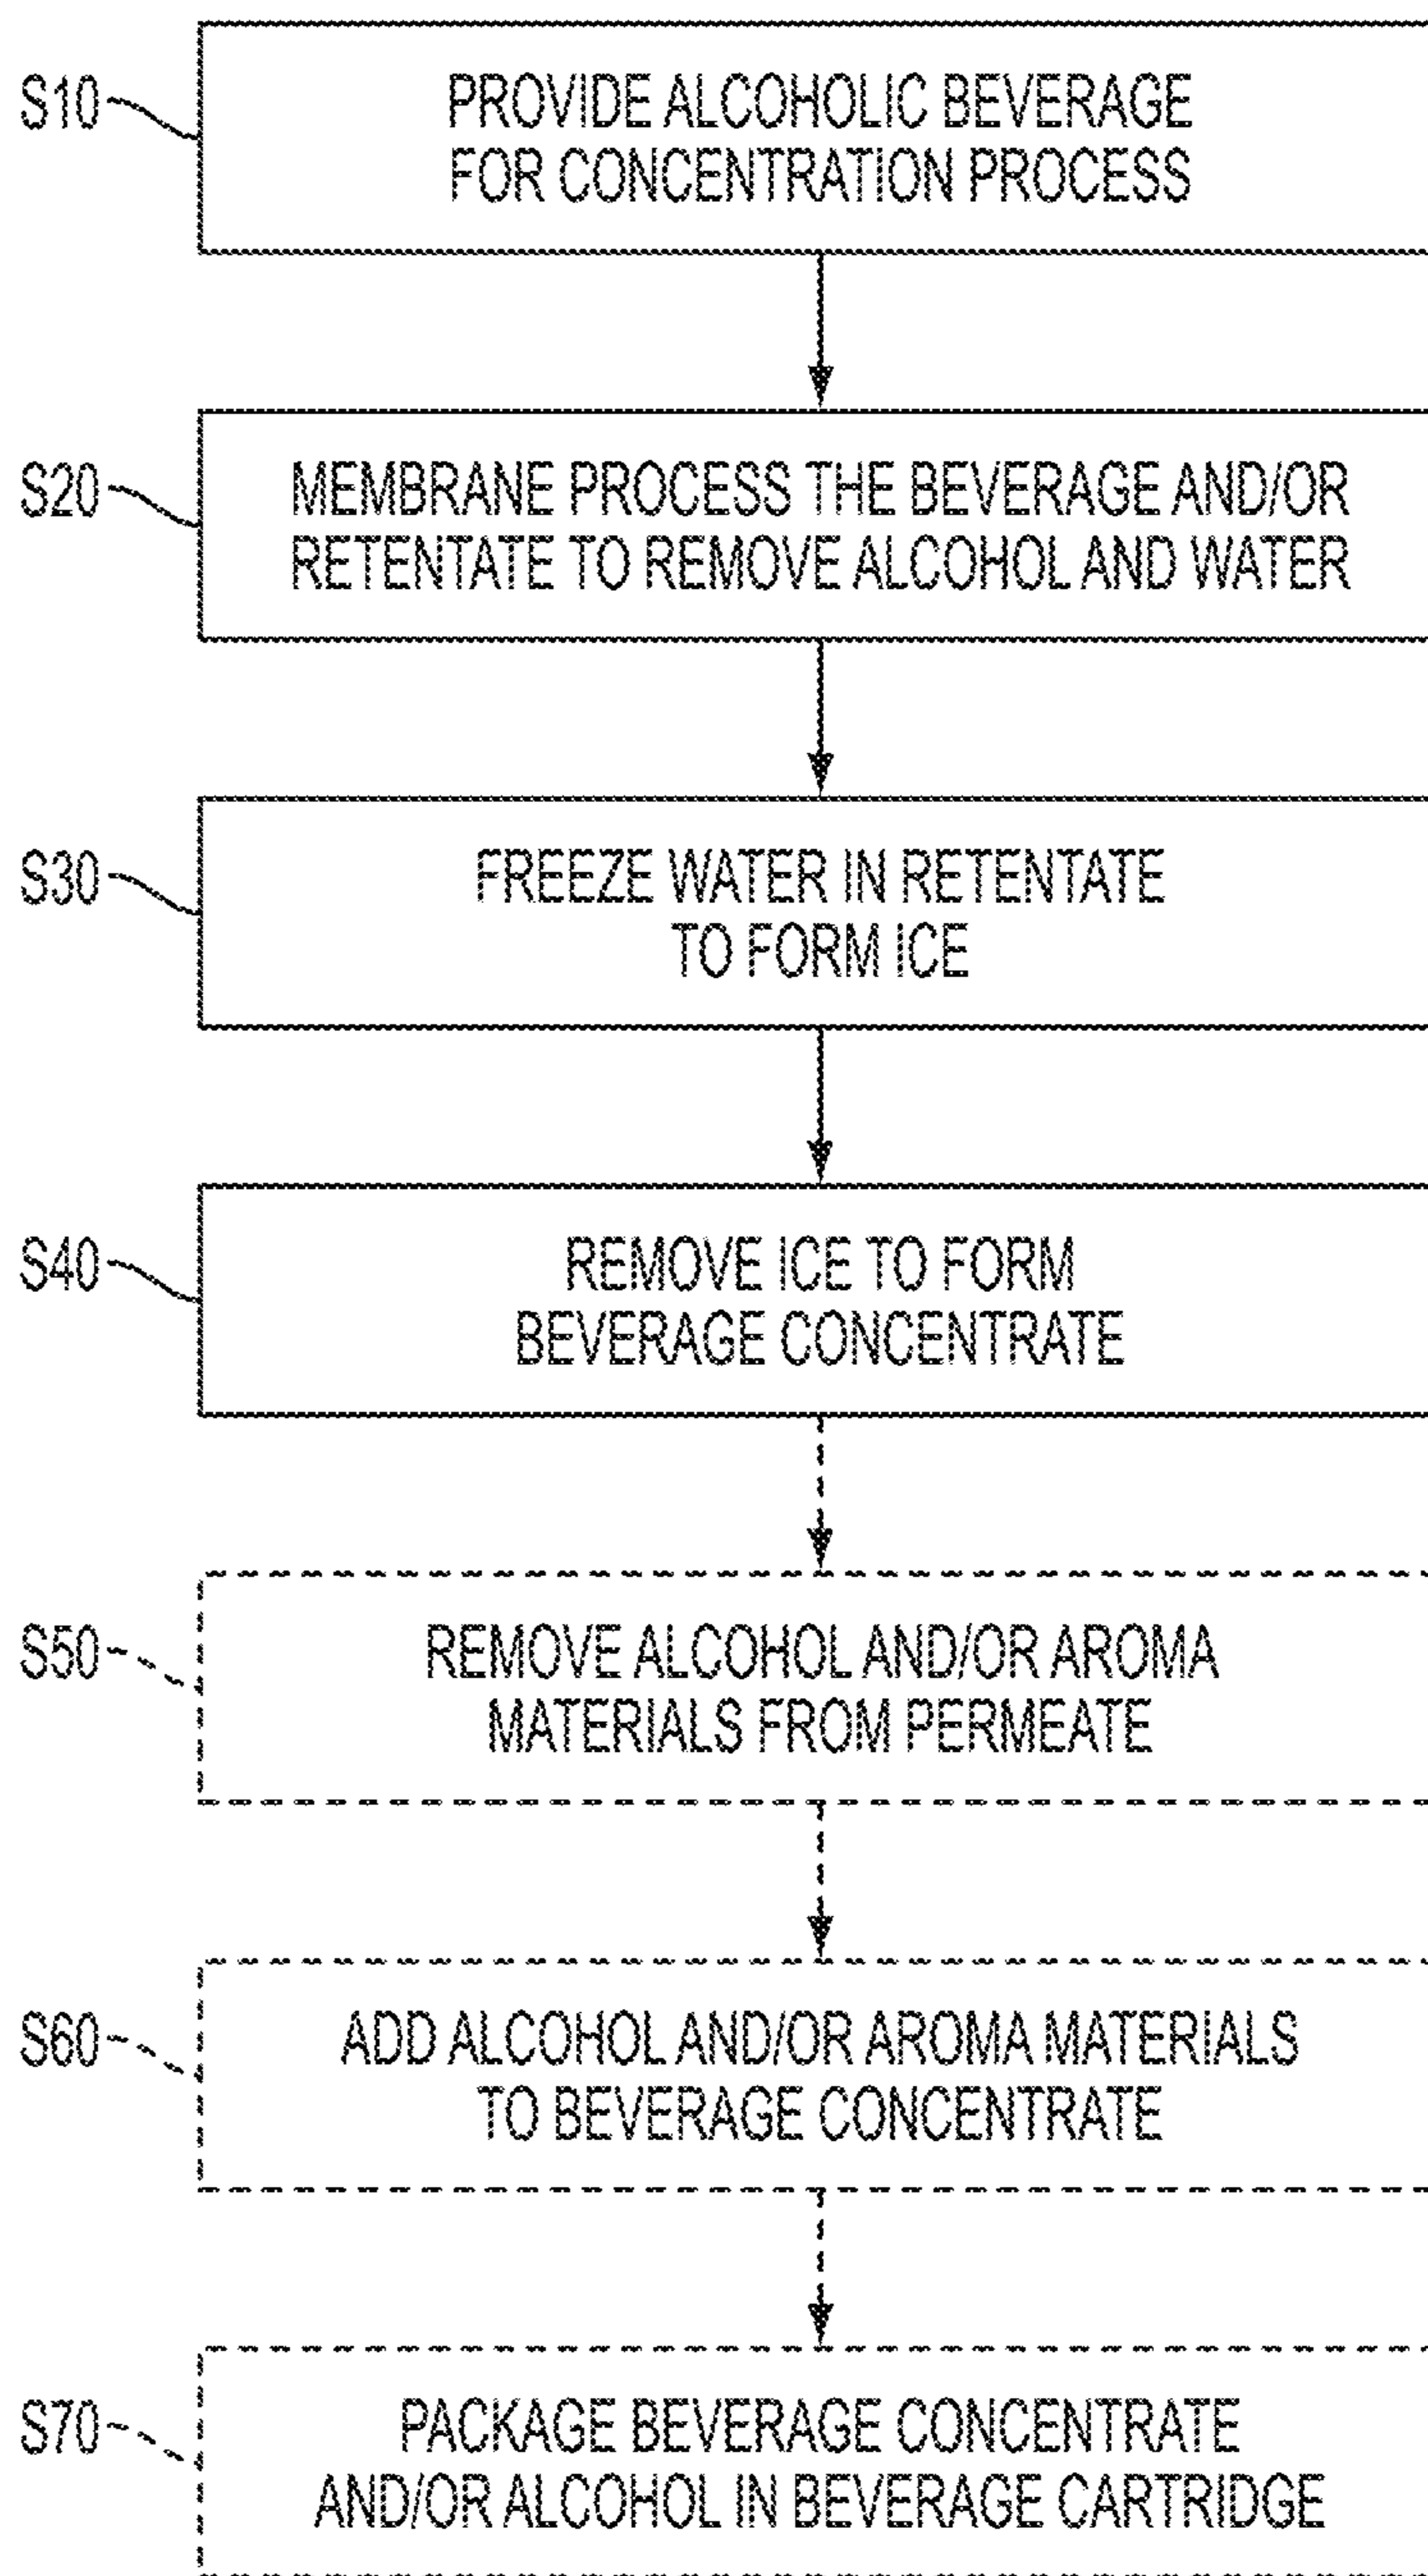 S10
PROVIDE ALCOHOLIC BEVERAGE
FOR CONCENTRATION PROCESS
S20
MEMBRANE PROCESS THE BEVERAGE AND/OR
RETENTATE TO REMOVE ALCOHOL AND WATER
S30
FREEZE WATER IN RETENTATE
TO FORM ICE
S40
REMOVE ICE TO FORM
BEVERAGE CONCENTRATE
S50
REMOVE ALCOHOL AND/OR AROMA
MATERIALS FROM PERMEATE
S60
ADD ALCOHOL AND/OR AROMA MATERIALS
TO BEVERAGE CONCENTRATE
S70
PACKAGE BEVERAGE CONCENTRATE
AND/OR ALCOHOL IN BEVERAGE CARTRIDGE